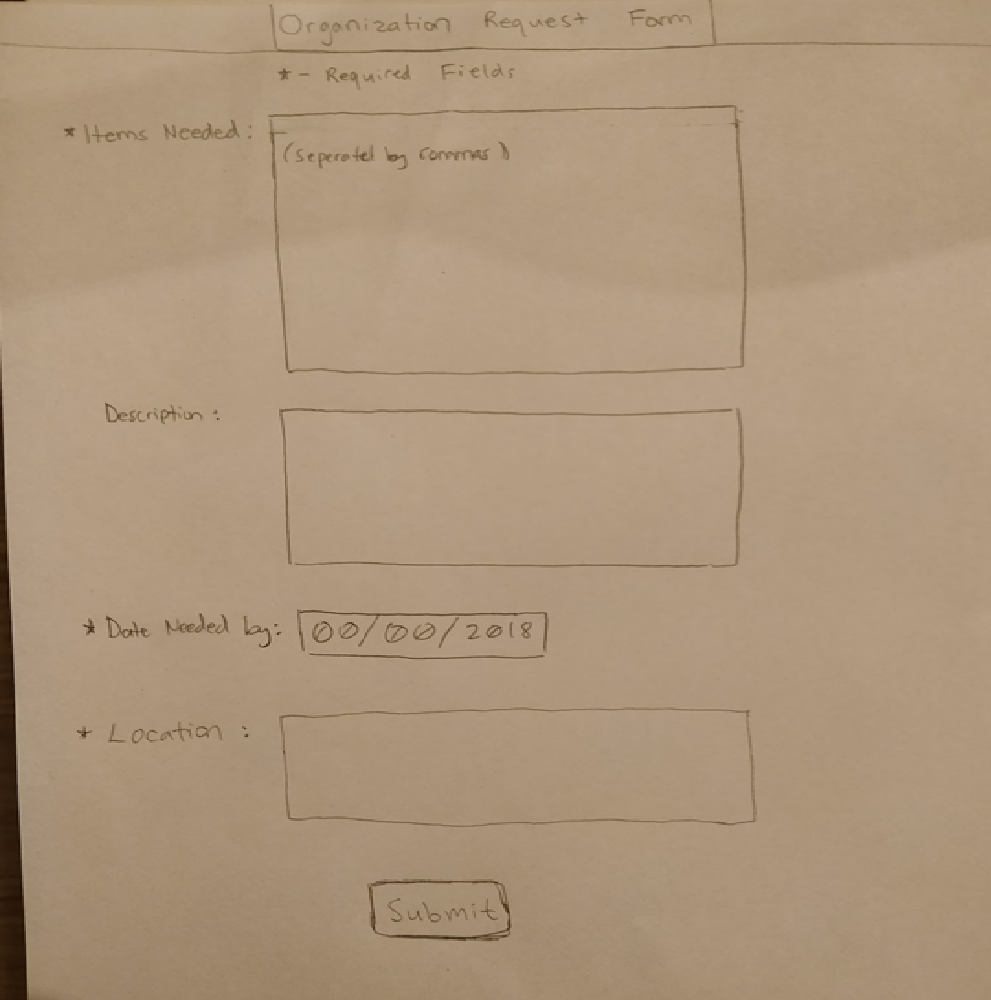 Organization Request Form
* - Required Fields
* Items Needed:
(Seperated by Commas)
Description:
* Date Needed by: 00/00/2018
* Location:
Submit